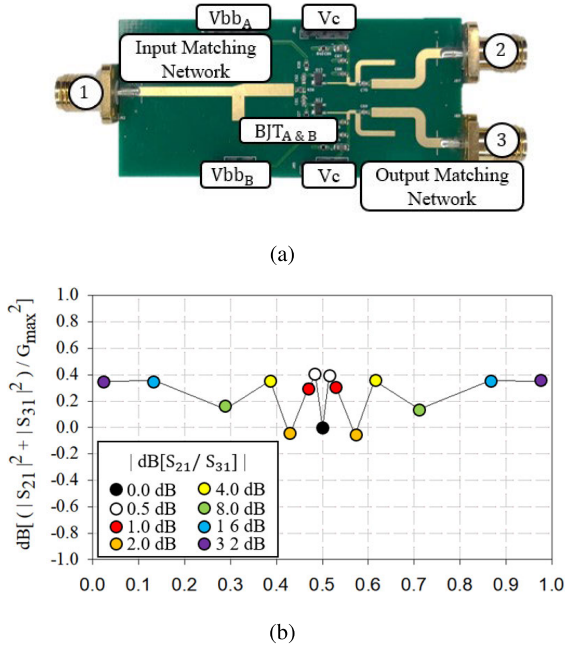 Vbb_A
Vc
Input Matching
Network
1
2
BJT_A & B
3
Vbb_B
Vc
Output Matching
Network
(a)
dB[ ( | S21 |² + | S31 |² ) / Gmax² ]
1.0
0.8
0.6
0.4
0.2
0.0
-0.2
-0.4
-0.6
-0.8
-1.0
| dB[S21/ S31] |
0.0 dB 4.0 dB
0.5 dB 8.0 dB
1.0 dB 1 6 dB
2.0 dB 3 2 dB
0.0 0.1 0.2 0.3 0.4 0.5 0.6 0.7 0.8 0.9 1.0
(b)